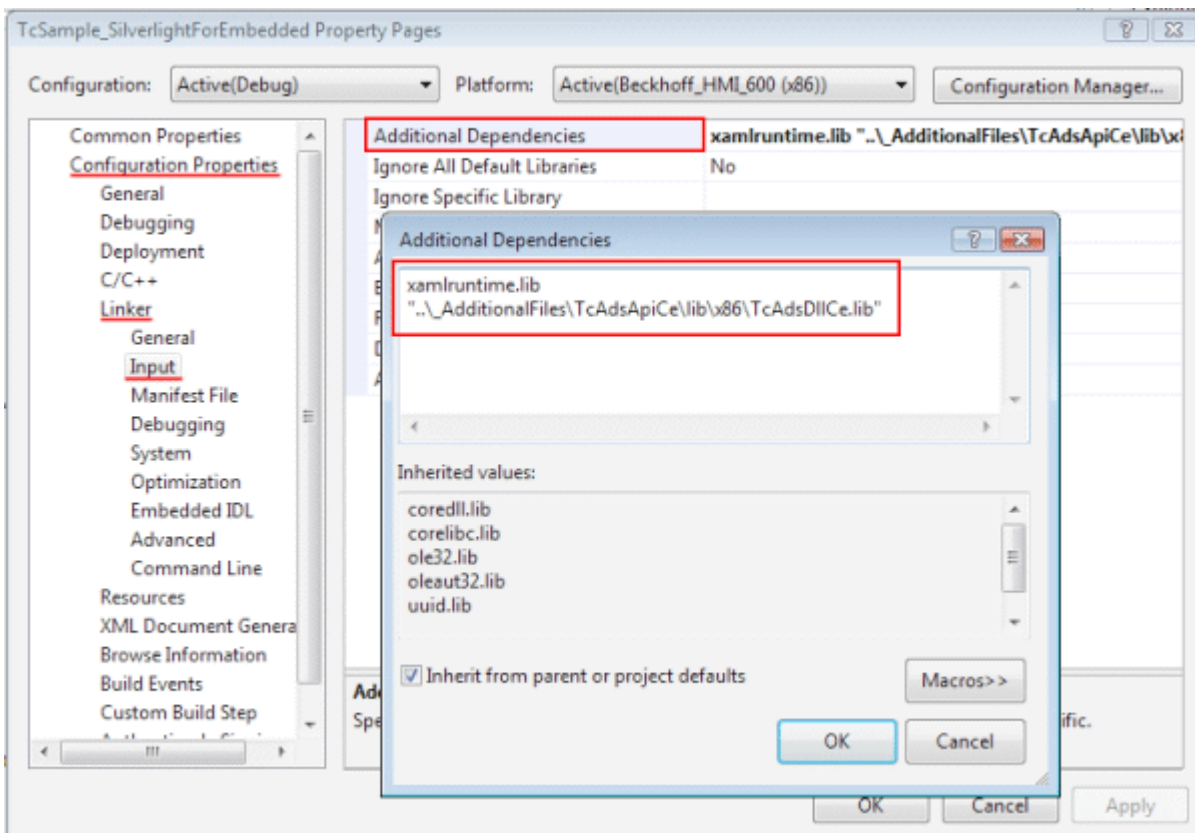 TcSample_SilverlightForEmbedded Property Pages
Configuration: Active(Debug) Platform: Active(Beckhoff_HMI_600 (x86)) Configuration Manager...
Common Properties
Configuration Properties
General
Debugging
Deployment
C/C++
Linker
General
Input
Manifest File
Debugging
System
Optimization
Embedded IDL
Advanced
Command Line
Resources
XML Document Genera
Browse Information
Build Events
Custom Build Step
Additional Dependencies xamlruntime.lib "..\_AdditionalFiles\TcAdsApiCe\lib\x8
Ignore All Default Libraries No
Ignore Specific Library
Additional Dependencies
xamlruntime.lib
"..\_AdditionalFiles\TcAdsApiCe\lib\x86\TcAdsDllCe.lib"
Inherited values:
coredll.lib
corelibc.lib
ole32.lib
oleaut32.lib
uuid.lib
Inherit from parent or project defaults
Macros>>
OK Cancel
Ad
Spe
ific.
OK Cancel Apply